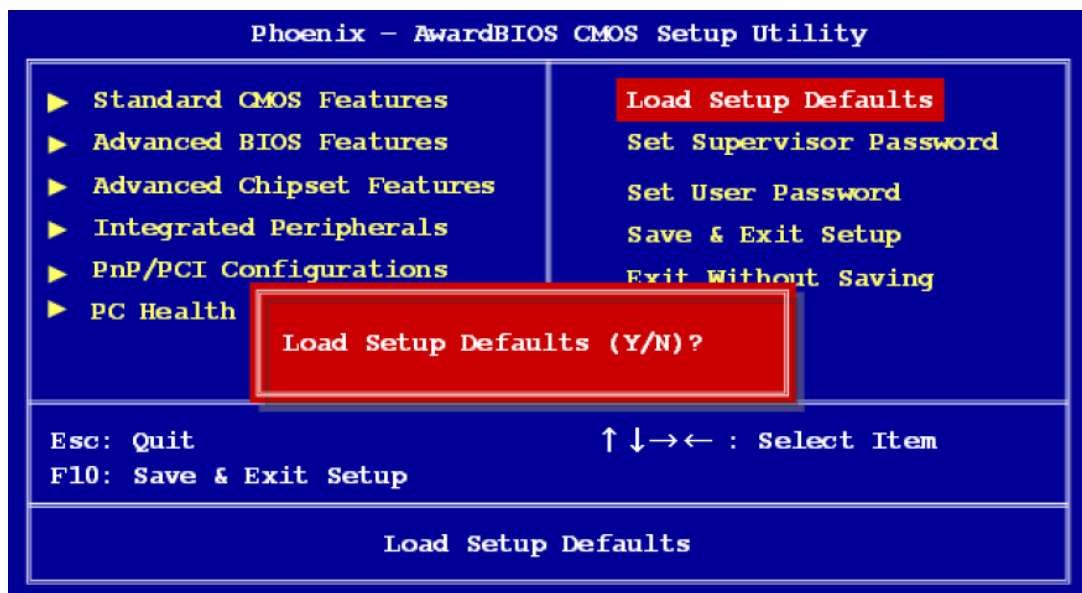 Phoenix – AwardBIOS CMOS Setup Utility
▶ Standard CMOS Features
▶ Advanced BIOS Features
▶ Advanced Chipset Features
▶ Integrated Peripherals
▶ PnP/PCI Configurations
▶ PC Health
Load Setup Defaults
Set Supervisor Password
Set User Password
Save & Exit Setup
Exit Without Saving
Load Setup Defaults (Y/N)?
Esc: Quit
↑ ↓→← : Select Item
F10: Save & Exit Setup
Load Setup Defaults